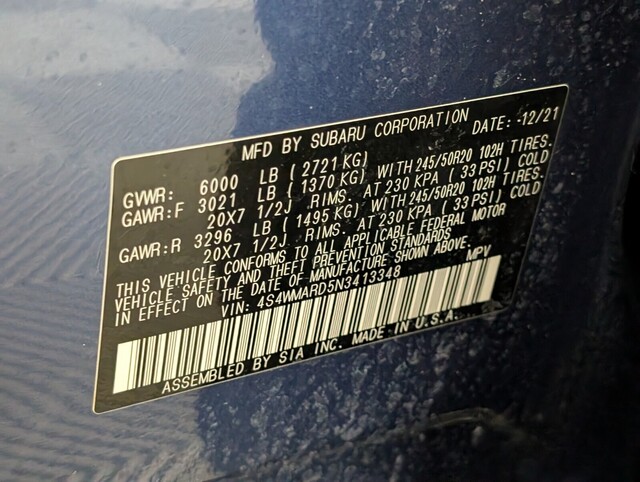 MFD BY SUBARU CORPORATION DATE: 12/21
GVWR: 6000 LB (2721 KG)
GAWR:F 3021 LB (1370 KG) WITH 245/50R20 102H TIRES.
20X7 1/2J RIMS. AT 230 KPA (33 PSI) COLD
GAWR:R 3296 LB (1495 KG) WITH 245/50R20 102H TIRES.
20X7 1/2J RIMS. AT 230 KPA (33 PSI) COLD
THIS VEHICLE CONFORMS TO ALL APPLICABLE FEDERAL MOTOR
VEHICLE SAFETY AND THEFT PREVENTION STANDARDS
IN EFFECT ON THE DATE OF MANUFACTURE SHOWN ABOVE.
VIN: 4S4WMARD5N3413348 MPV
ASSEMBLED BY SIA INC. MADE IN U.S.A.